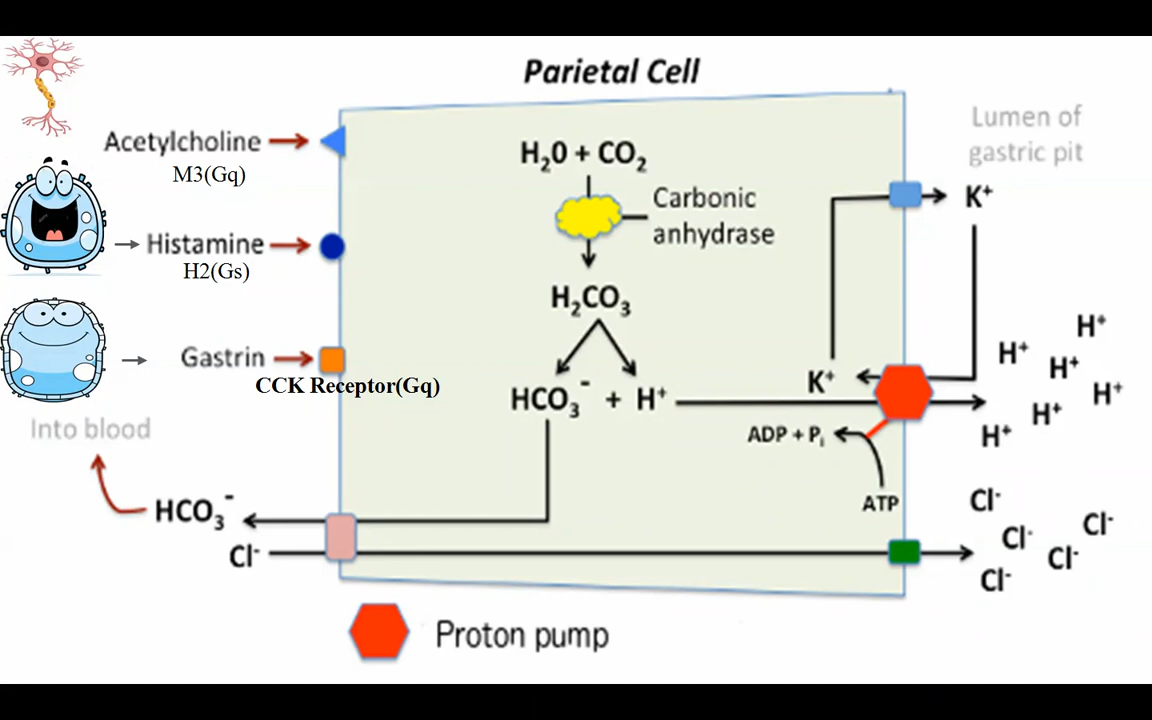 Parietal Cell
Lumen of
gastric pit
Acetylcholine
M3(Gq)
H₂0 + CO₂
Carbonic
anhydrase
K⁺
Histamine
H2(Gs)
H₂CO₃
Gastrin
CCK Receptor(Gq)
HCO₃⁻ + H⁺
K⁺
H⁺
H⁺
H⁺
H⁺
H⁺
H⁺
ADP + Pᵢ
ATP
Into blood
HCO₃⁻
Cl⁻
Cl⁻
Cl⁻
Cl⁻
Cl⁻
Cl⁻
Proton pump